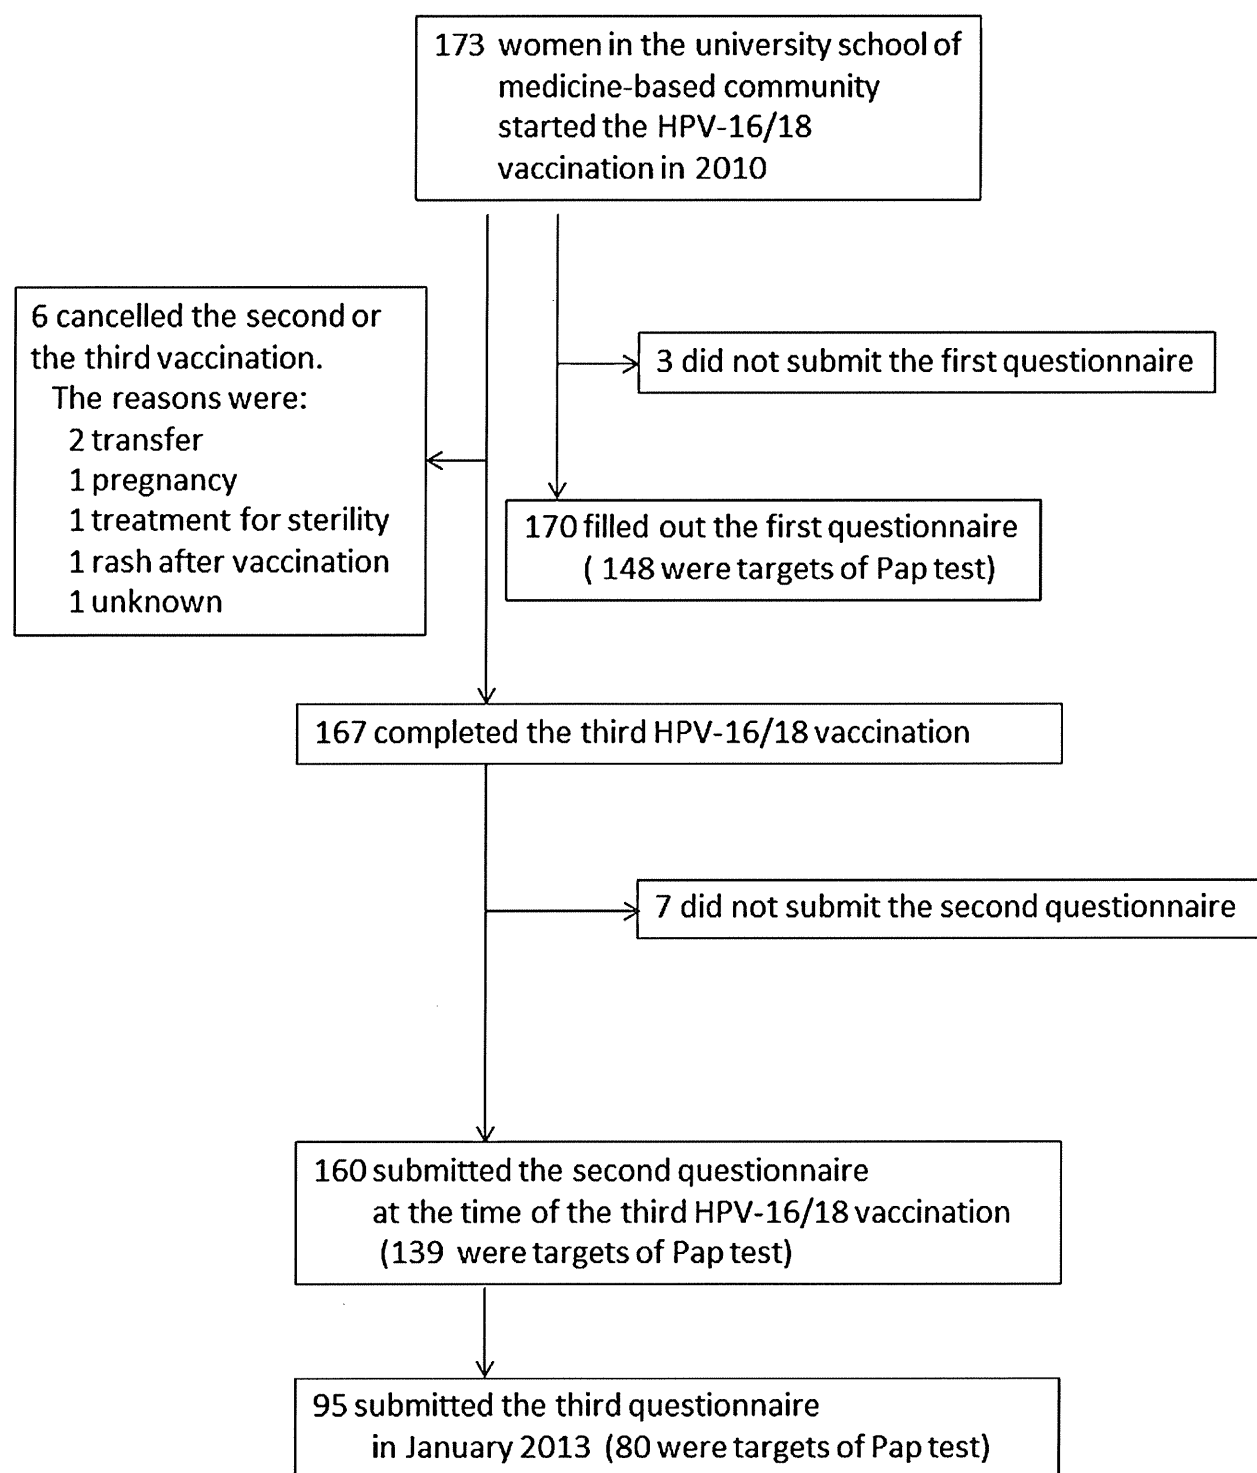 173 women in the university school of
medicine-based community
started the HPV-16/18
vaccination in 2010
6 cancelled the second or
the third vaccination.
The reasons were:
2 transfer
1 pregnancy
1 treatment for sterility
1 rash after vaccination
1 unknown
3 did not submit the first questionnaire
170 filled out the first questionnaire
( 148 were targets of Pap test)
167 completed the third HPV-16/18 vaccination
7 did not submit the second questionnaire
160 submitted the second questionnaire
at the time of the third HPV-16/18 vaccination
(139 were targets of Pap test)
95 submitted the third questionnaire
in January 2013 (80 were targets of Pap test)